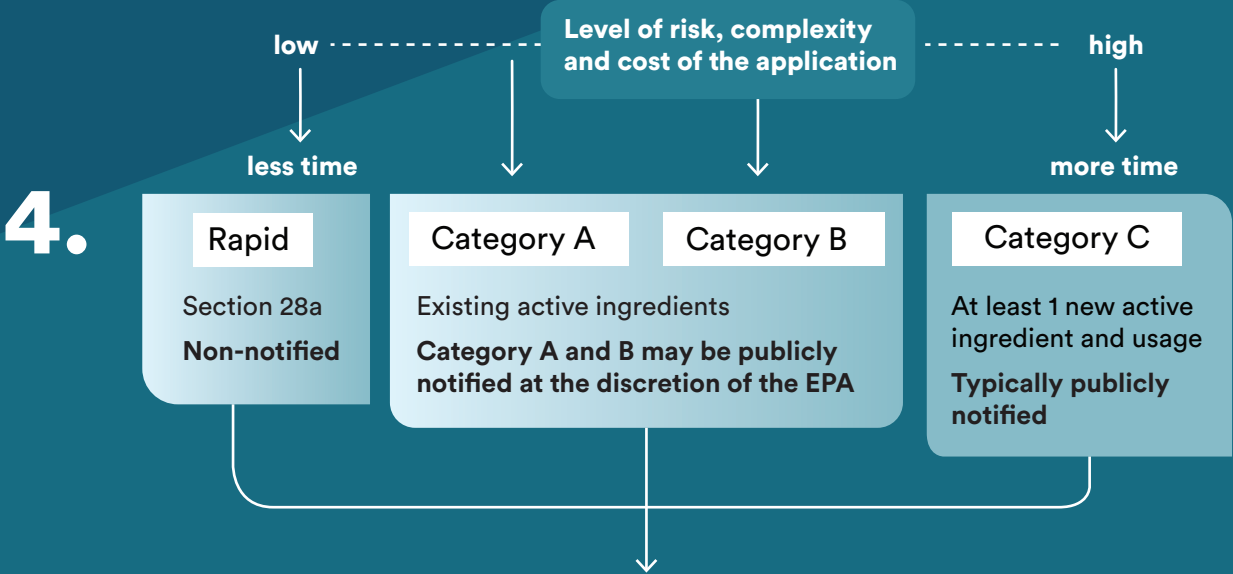 Level of risk, complexity
and cost of the application
low
high
less time
more time
4.
Rapid
Section 28a
Non-notified
Category A
Category B
Existing active ingredients
Category A and B may be publicly
notified at the discretion of the EPA
Category C
At least 1 new active
ingredient and usage
Typically publicly
notified